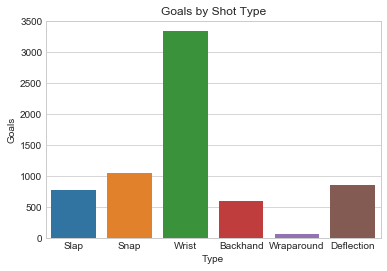 Goals by Shot Type
3500
3000
2500
2000
1500
1000
500
0
Goals
Slap Snap Wrist Backhand Wraparound Deflection
Type